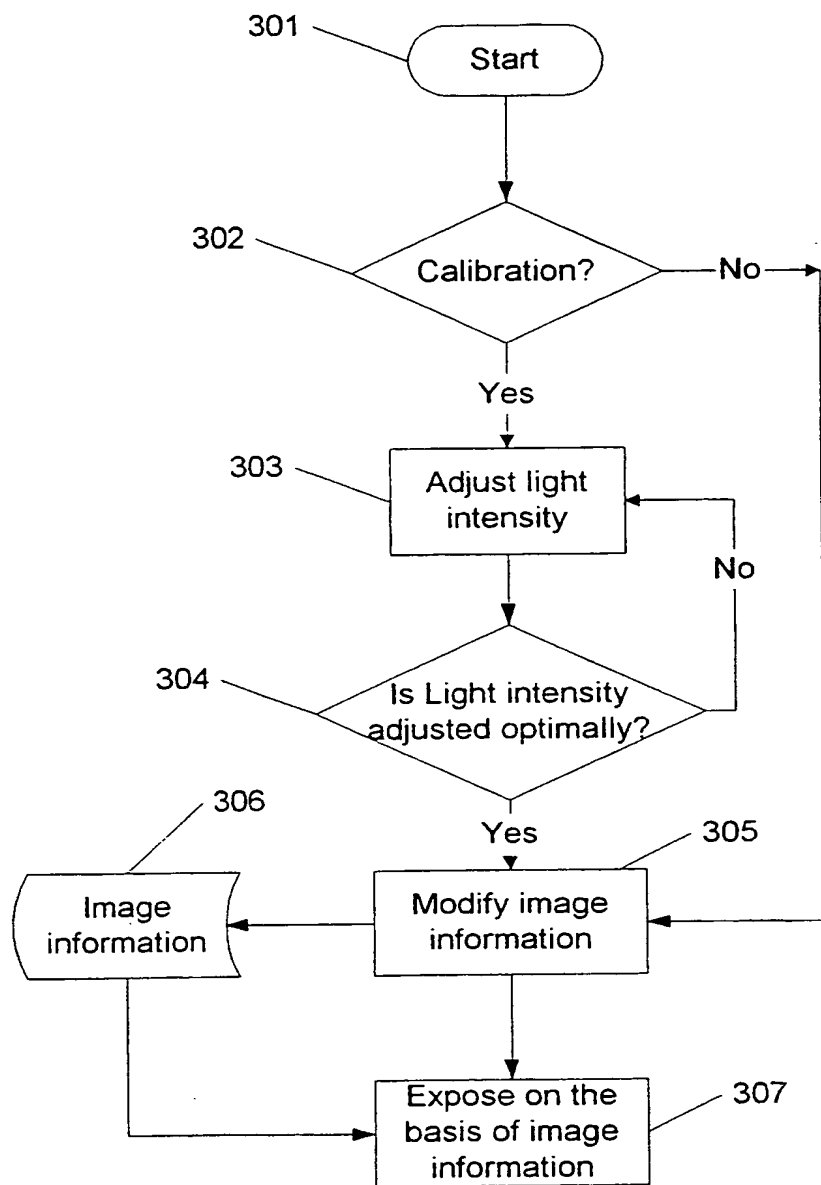 301
Start
302
Calibration?
No
Yes
303
Adjust light
intensity
No
304
Is Light intensity
adjusted optimally?
306
Yes
305
Image
information
Modify image
information
Expose on the
basis of image
information
307